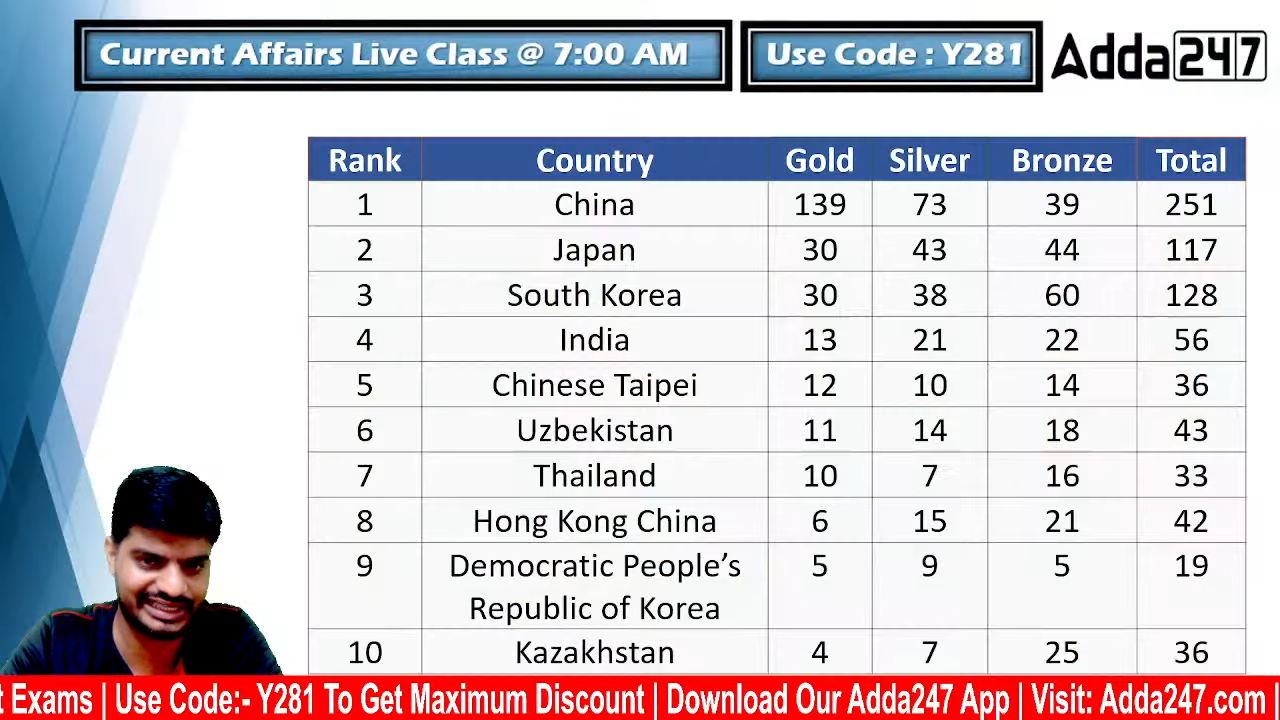 Current Affairs Live Class @ 7:00 AM
Use Code : Y281
Adda247
Rank Country Gold Silver Bronze Total
1 China 139 73 39 251
2 Japan 30 43 44 117
3 South Korea 30 38 60 128
4 India 13 21 22 56
5 Chinese Taipei 12 10 14 36
6 Uzbekistan 11 14 18 43
7 Thailand 10 7 16 33
8 Hong Kong China 6 15 21 42
9 Democratic People’s 5 9 5 19
Republic of Korea
10 Kazakhstan 4 7 25 36
t Exams | Use Code:- Y281 To Get Maximum Discount | Download Our Adda247 App | Visit: Adda247.com |